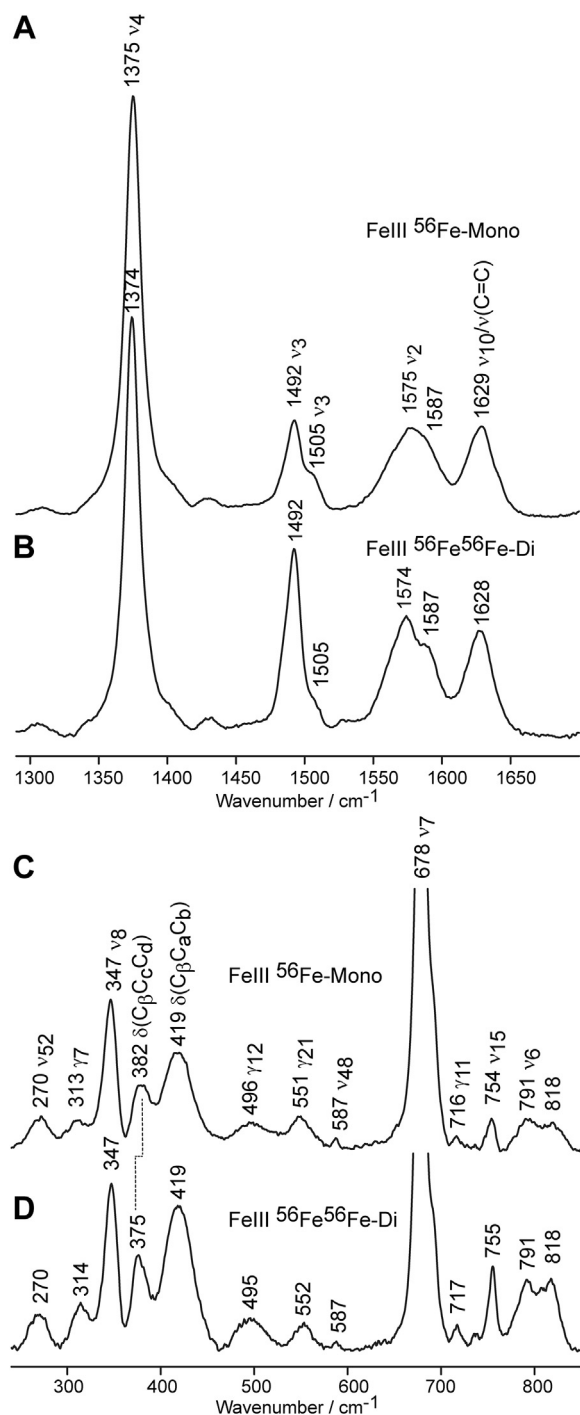 A
1375 ν4
1374
FeIII 56Fe-Mono
1492 ν3
1505 ν3
1575 ν2
1587
1629 ν10/ν(C=C)
B
FeIII 56Fe56Fe-Di
1492
1505
1574
1587
1628
1300 1350 1400 1450 1500 1550 1600 1650
Wavenumber / cm-1
C
678 ν7
FeIII 56Fe-Mono
270 ν52
313 γ7
347 ν8
382 δ(CβCcCd)
419 δ(CβCaCb)
496 γ12
551 γ21
587 ν48
716 γ11
754 ν15
791 ν6
818
D
FeIII 56Fe56Fe-Di
270
314
347
375
419
495
552
587
717
755
791
818
300 400 500 600 700 800
Wavenumber / cm-1